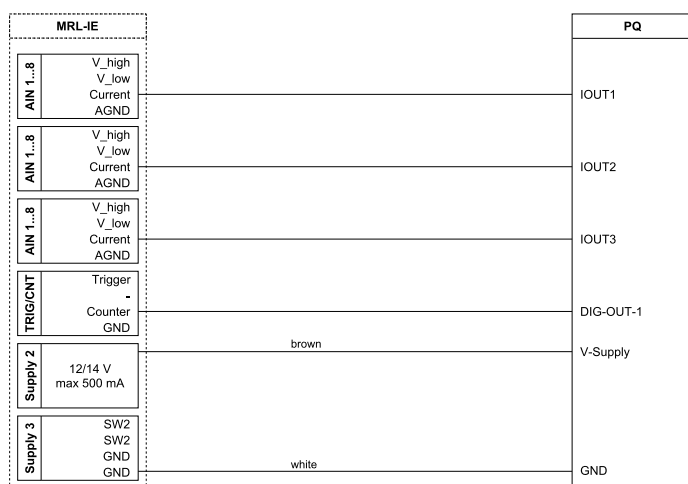 MRL-IE
PQ
AIN 1...8
V_high
V_low
Current
AGND
IOUT1
AIN 1...8
V_high
V_low
Current
AGND
IOUT2
AIN 1...8
V_high
V_low
Current
AGND
IOUT3
TRIG/CNT
Trigger
-
Counter
GND
DIG-OUT-1
Supply 2
12/14 V
max 500 mA
brown
V-Supply
Supply 3
SW2
SW2
GND
GND
white
GND